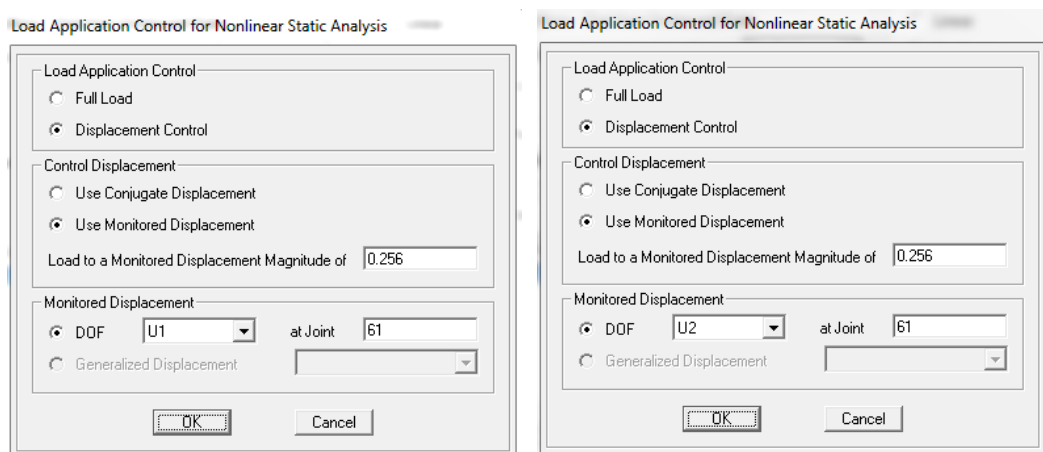 Load Application Control for Nonlinear Static Analysis
Load Application Control
Full Load
Displacement Control
Control Displacement
Use Conjugate Displacement
Use Monitored Displacement
Load to a Monitored Displacement Magnitude of 0.256
Monitored Displacement
DOF U1 at Joint 61
Generalized Displacement
OK Cancel
Load Application Control for Nonlinear Static Analysis
Load Application Control
Full Load
Displacement Control
Control Displacement
Use Conjugate Displacement
Use Monitored Displacement
Load to a Monitored Displacement Magnitude of 0.256
Monitored Displacement
DOF U2 at Joint 61
Generalized Displacement
OK Cancel